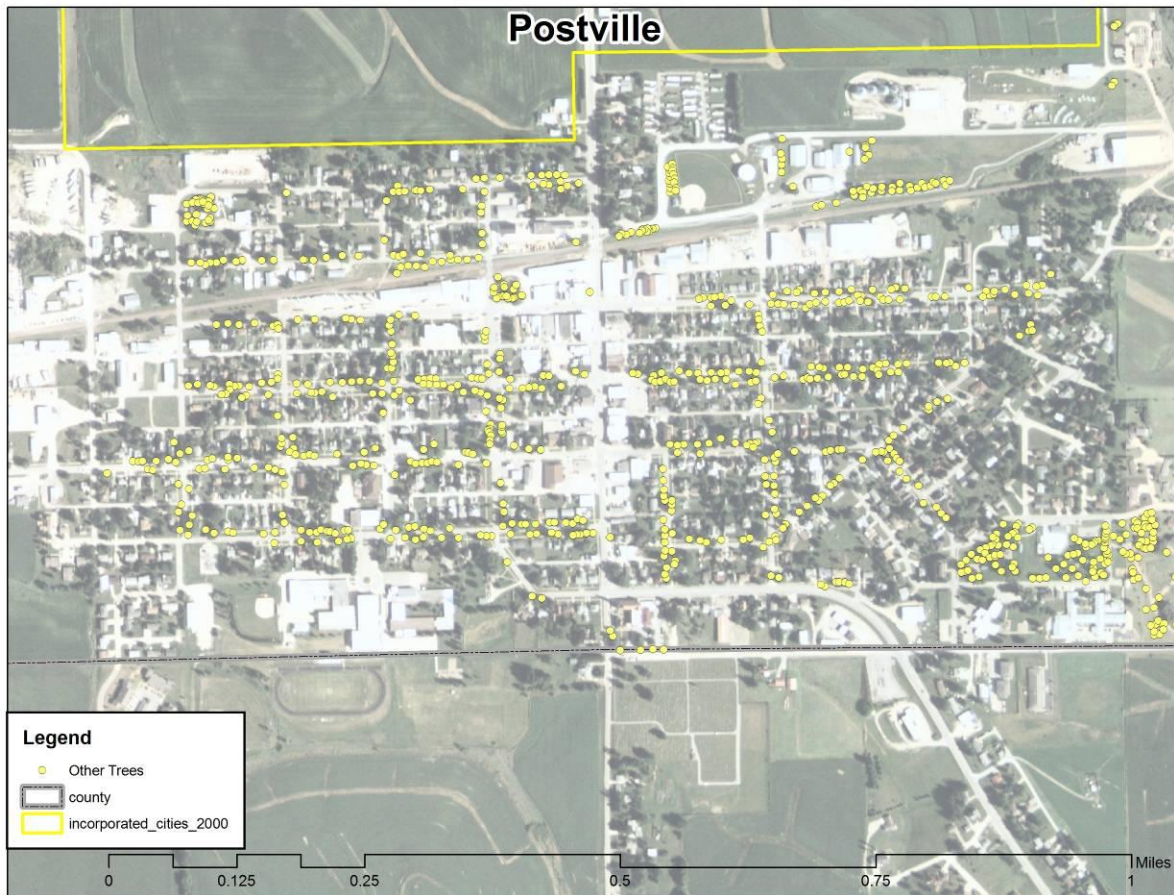 Postville
Legend
Other Trees
county
incorporated_cities_2000
Miles
0 0.125 0.25 0.5 0.75 1